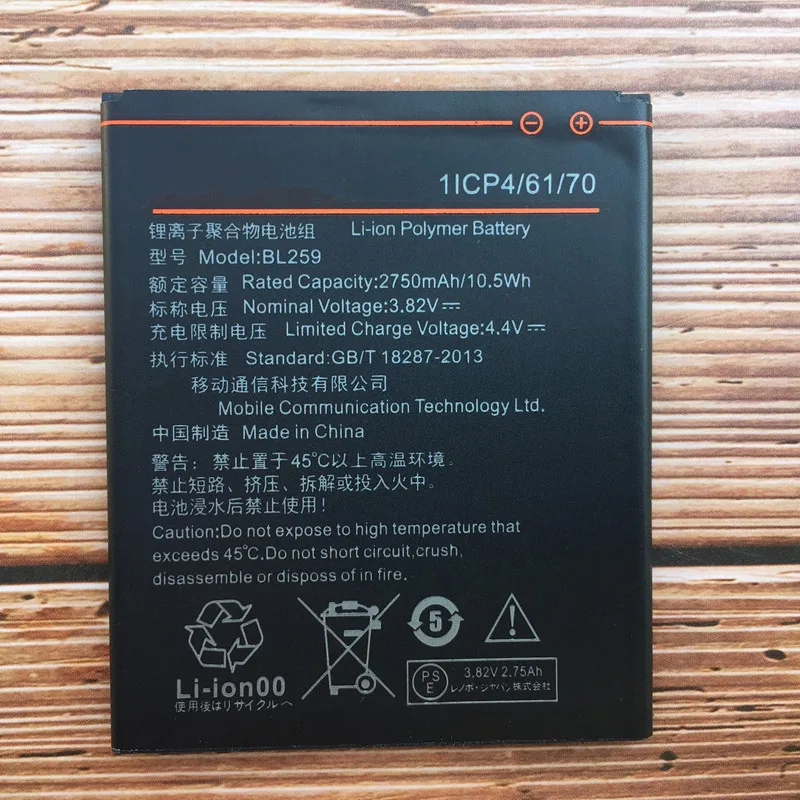 ⊖ ⊕
1ICP4/61/70
锂离子聚合物电池组 Li-ion Polymer Battery
型号 Model:BL259
额定容量 Rated Capacity:2750mAh/10.5Wh
标称电压 Nominal Voltage:3.82V⎓
充电限制电压 Limited Charge Voltage:4.4V⎓
执行标准 Standard:GB/T 18287-2013
移动通信科技有限公司
Mobile Communication Technology Ltd.
中国制造 Made in China
警告：禁止置于45°C以上高温环境。
禁止短路、挤压、拆解或投入火中。
电池浸水后禁止使用！
Caution:Do not expose to high temperature that
exceeds 45°C.Do not short circuit,crush,
disassemble or disposs of in fire.
5
Li-ion00
使用後はリサイクルへ
PS
E
3.82V 2.75Ah
レノボ・ジャパン株式会社